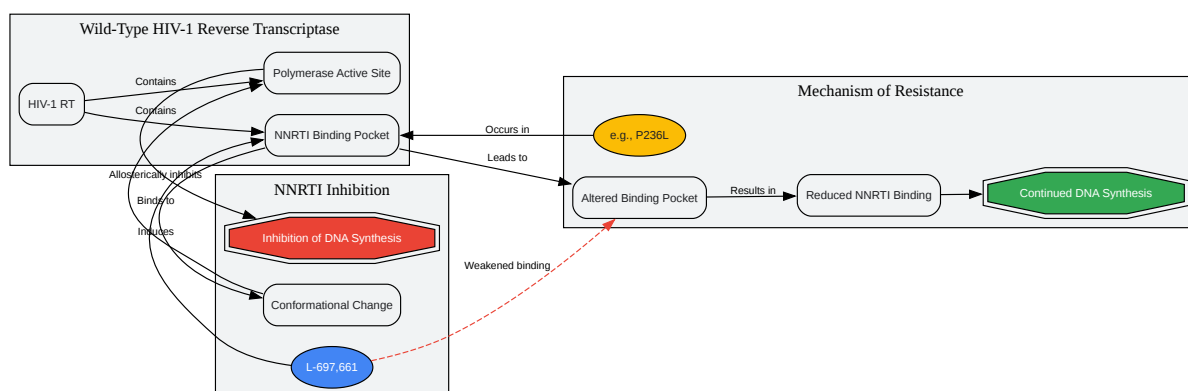 Wild-Type HIV-1 Reverse Transcriptase
Polymerase Active Site
Contains
HIV-1 RT
Contains
NNRTI Binding Pocket
Mechanism of Resistance
Occurs in
e.g., P236L
Leads to
Allosterically inhibits
NNRTI Inhibition
Altered Binding Pocket
Results in
Reduced NNRTI Binding
Continued DNA Synthesis
Binds to
Induces
Inhibition of DNA Synthesis
Weakened binding
Conformational Change
L-697,661